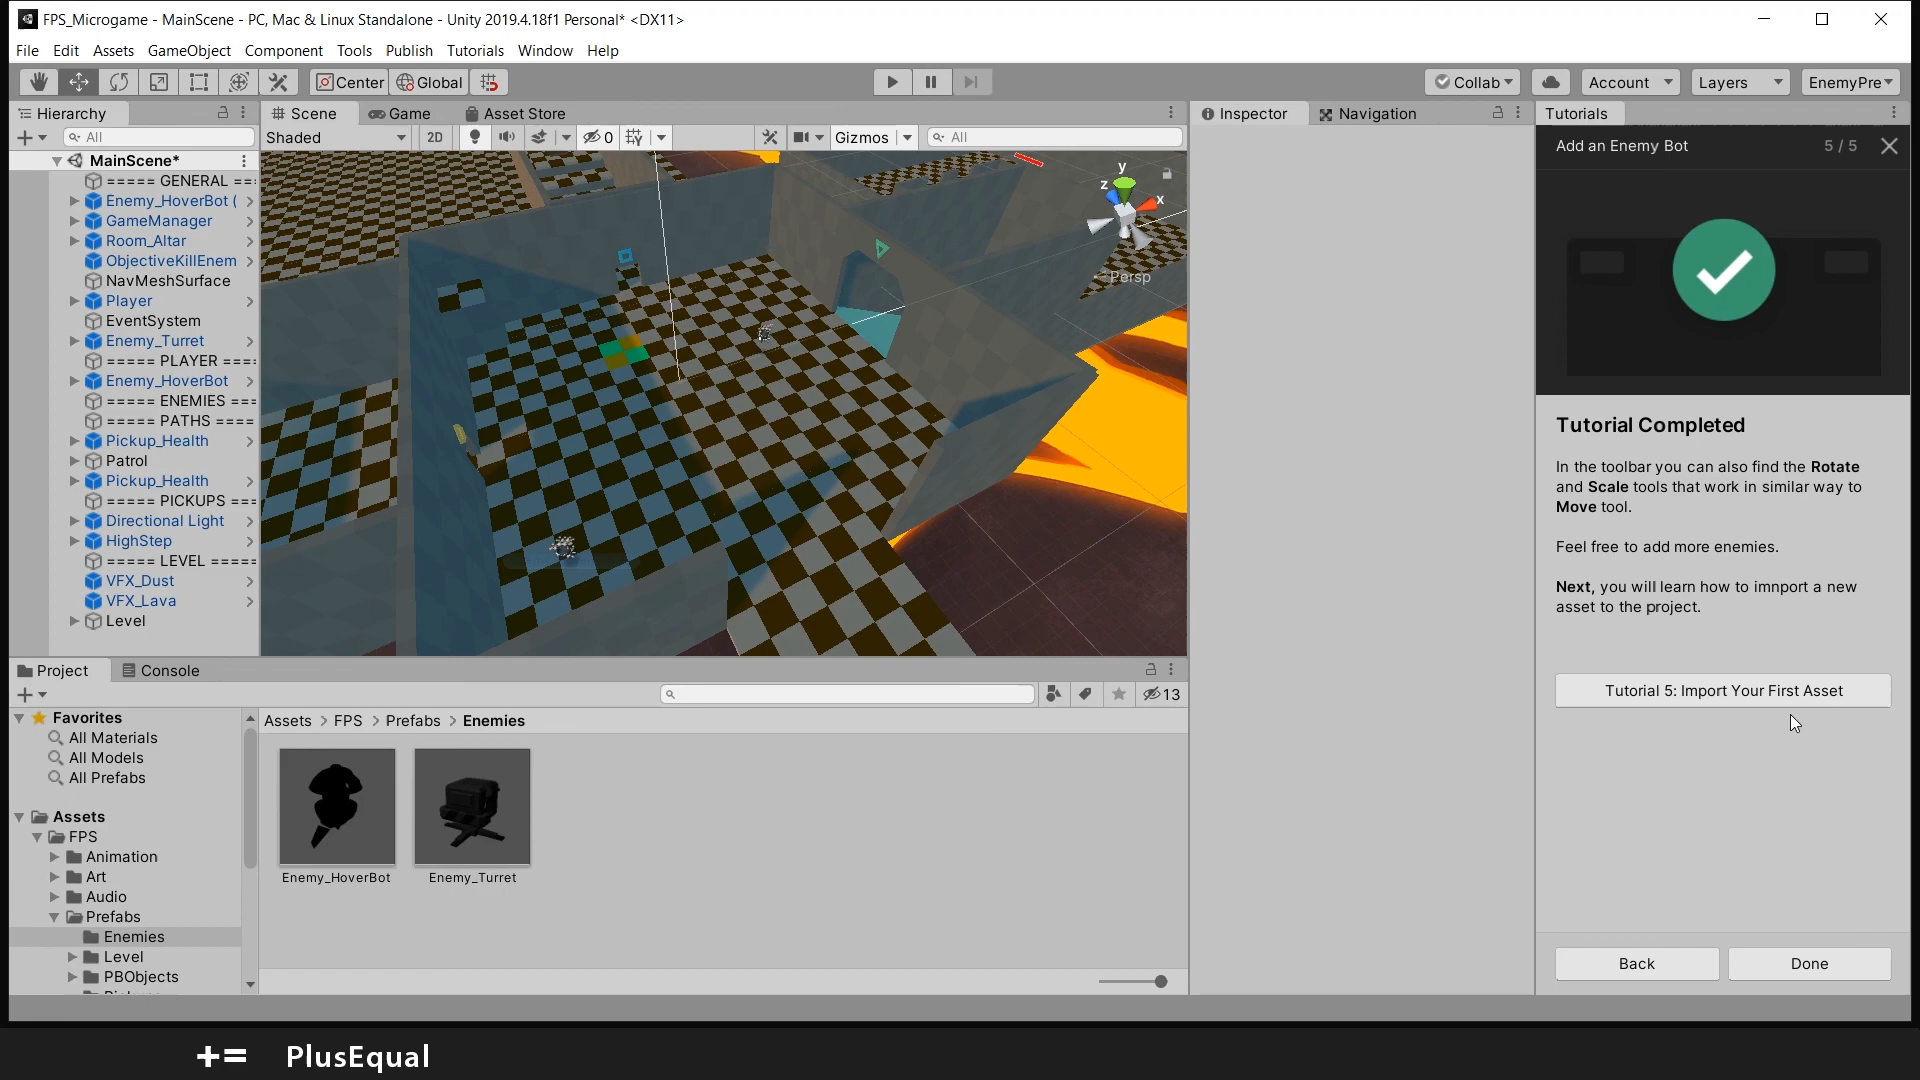 FPS_Microgame - MainScene - PC, Mac & Linux Standalone - Unity 2019.4.18f1 Personal* <DX11>
File Edit Assets GameObject Component Tools Publish Tutorials Window Help
Center Global Collab Account Layers EnemyPre
Hierarchy
All
MainScene*
===== GENERAL ==
Enemy_HoverBot (
GameManager
Room_Altar
ObjectiveKillEnem
NavMeshSurface
Player
EventSystem
Enemy_Turret
===== PLAYER ===
Enemy_HoverBot
===== ENEMIES ===
===== PATHS ====
Pickup_Health
Patrol
Pickup_Health
===== PICKUPS ===
Directional Light
HighStep
===== LEVEL =====
VFX_Dust
VFX_Lava
Level
Scene Game Asset Store
Shaded 2D 0 Gizmos All
y
z
x
Persp
Inspector Navigation
Tutorials
Add an Enemy Bot 5 / 5
Tutorial Completed
In the toolbar you can also find the Rotate
and Scale tools that work in similar way to
Move tool.
Feel free to add more enemies.
Next, you will learn how to imnport a new
asset to the project.
Tutorial 5: Import Your First Asset
Back Done
Project Console
13
Favorites
All Materials
All Models
All Prefabs
Assets
FPS
Animation
Art
Audio
Prefabs
Enemies
Level
PBObjects
Assets > FPS > Prefabs > Enemies
Enemy_HoverBot Enemy_Turret
+= PlusEqual